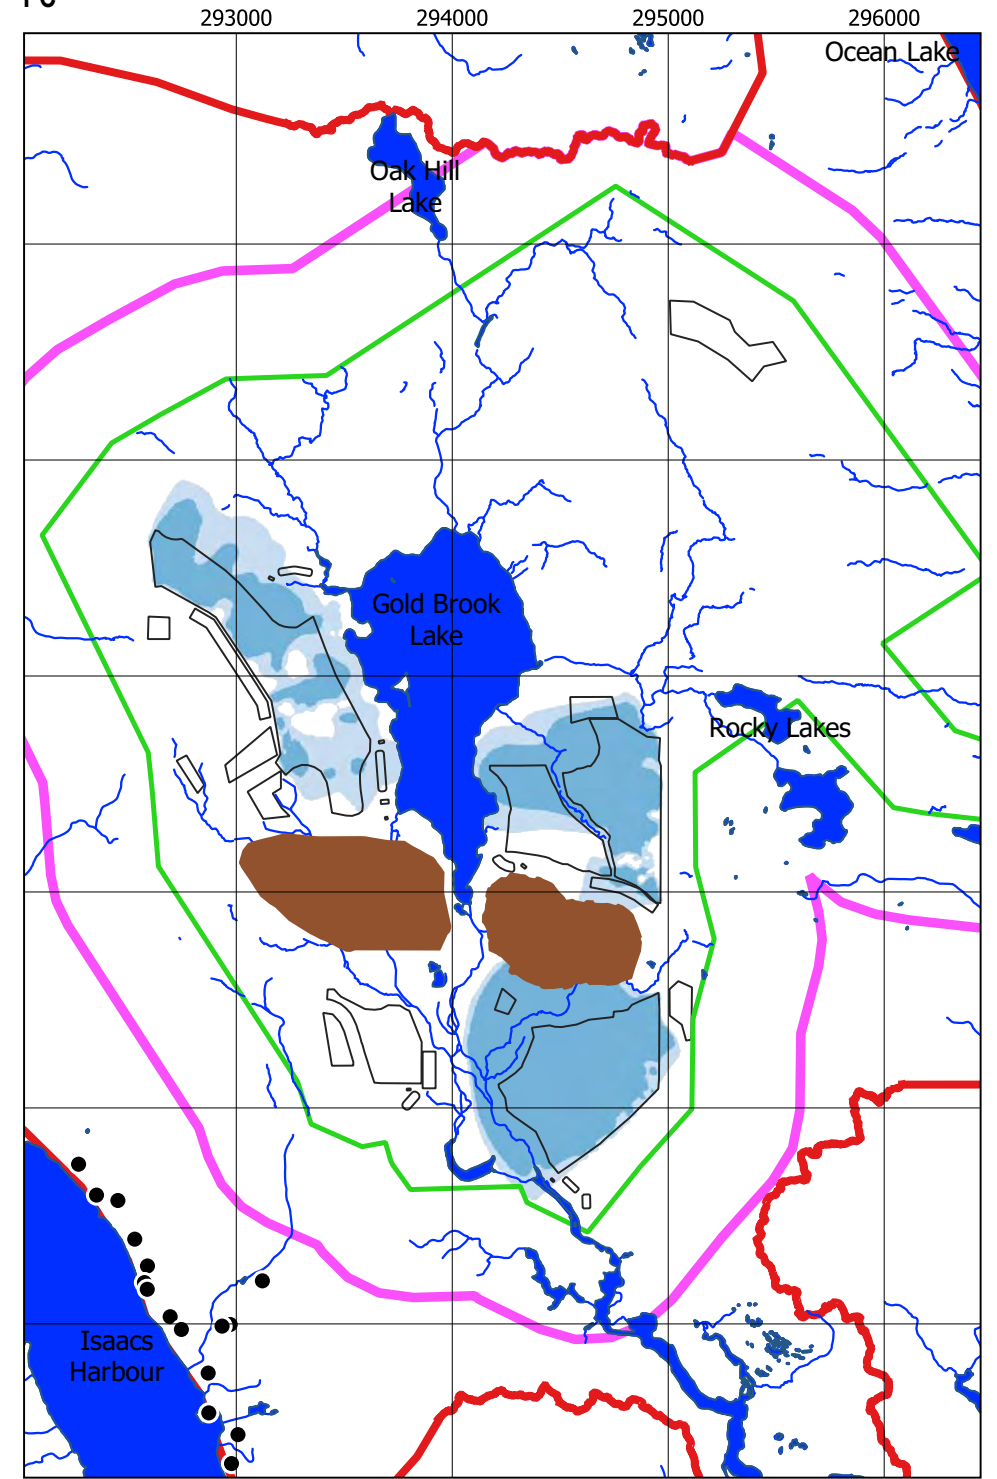 293000 294000 295000 296000
Ocean Lake
Oak Hill
Lake
Gold Brook
Lake
Rocky Lakes
Isaacs
Harbour